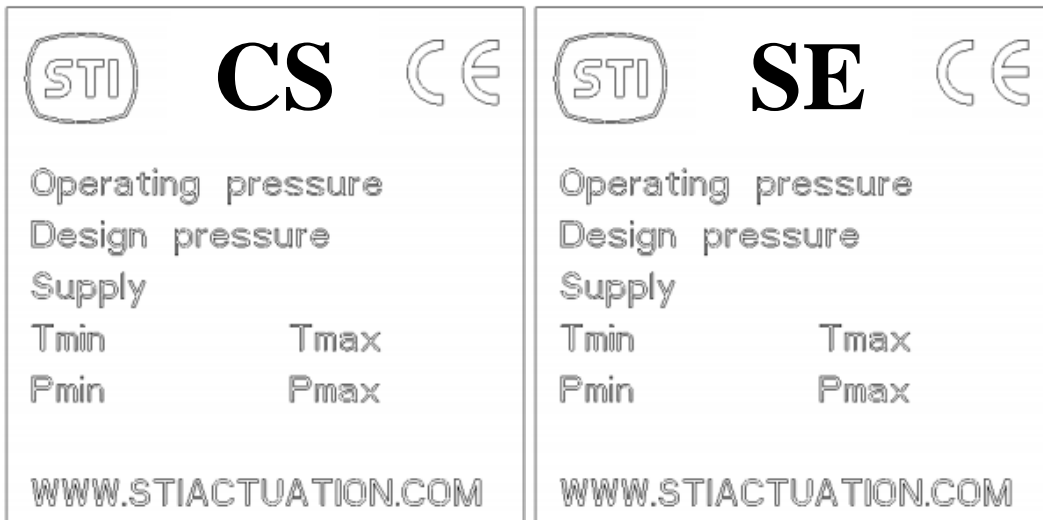 STI CS CE
Operating pressure
Design pressure
Supply
Tmin Tmax
Pmin Pmax
WWW.STIACTUATION.COM
STI SE CE
Operating pressure
Design pressure
Supply
Tmin Tmax
Pmin Pmax
WWW.STIACTUATION.COM